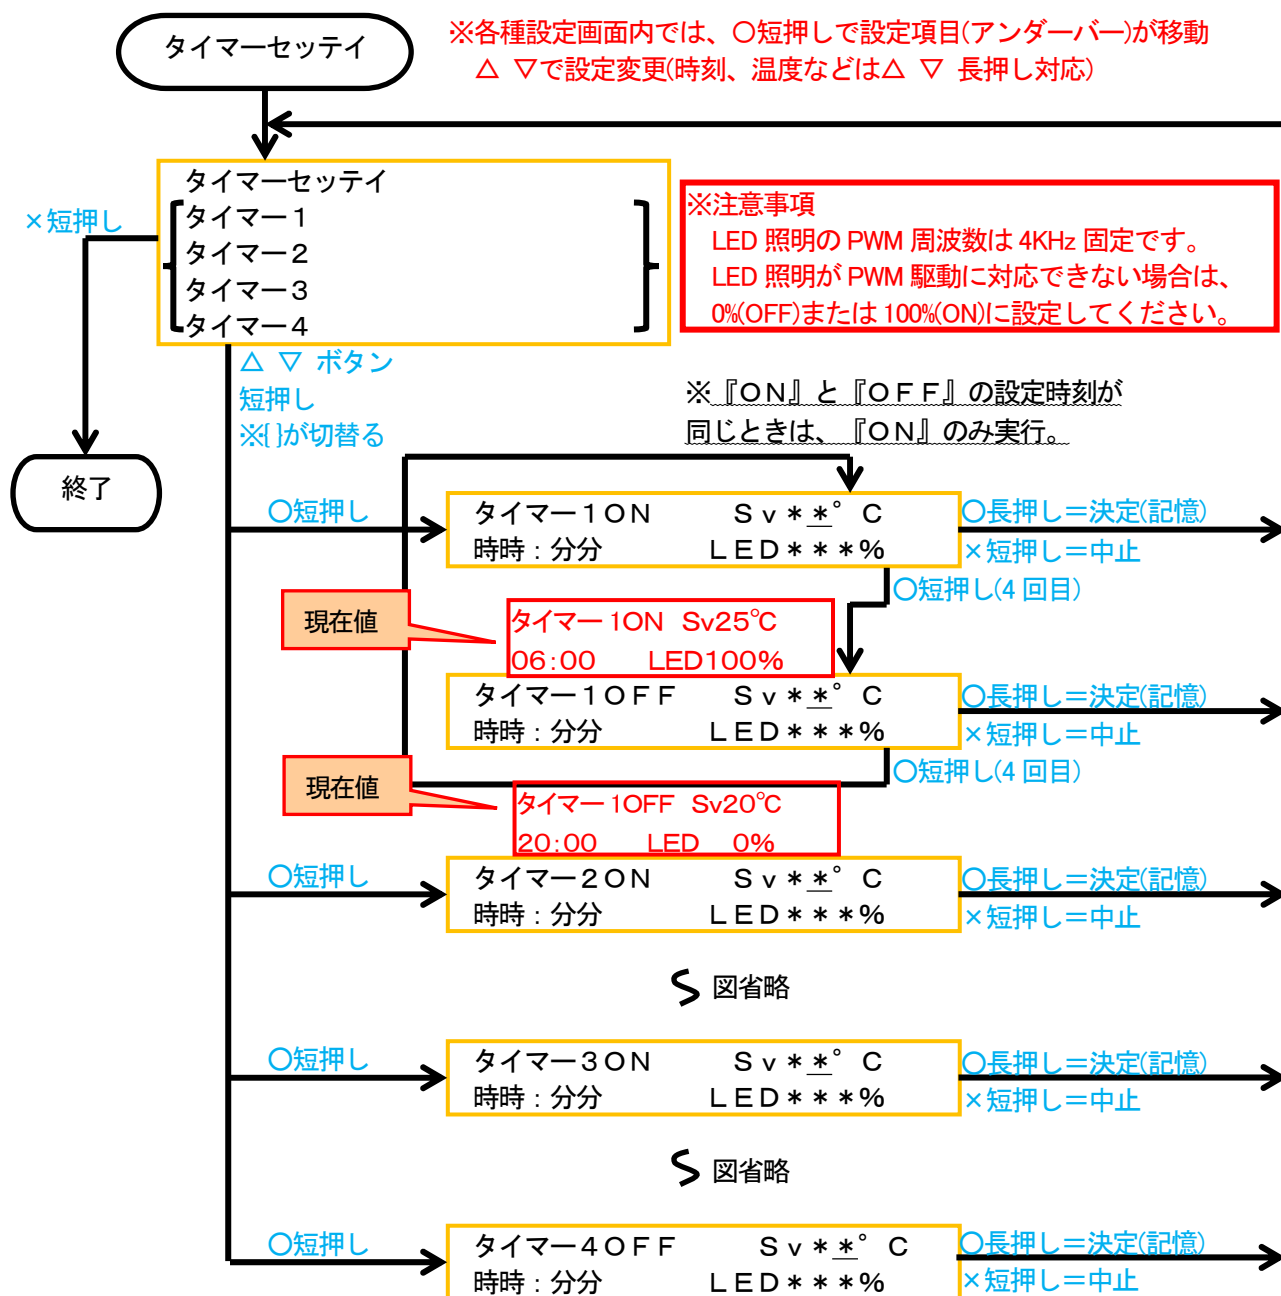 タイマーセッテイ
※各種設定画面内では、〇短押しで設定項目(アンダーバー)が移動
△ ▽で設定変更(時刻、温度などは△ ▽ 長押し対応)
タイマーセッテイ
タイマー１
タイマー２
タイマー３
タイマー４
×短押し
※注意事項
LED 照明の PWM 周波数は 4KHz 固定です。
LED 照明が PWM 駆動に対応できない場合は、
0%(OFF)または 100%(ON)に設定してください。
△ ▽ ボタン
短押し
※{ }が切替る
※『ＯＮ』と『ＯＦＦ』の設定時刻が
同じときは、『ON』のみ実行。
終了
〇短押し
タイマー１ＯＮ Ｓｖ＊＊°Ｃ
時時：分分 ＬＥＤ＊＊＊％
〇長押し＝決定(記憶)
×短押し＝中止
〇短押し(4 回目)
現在値
タイマー 1ON Sv25℃
06:00 LED100%
タイマー１ＯＦＦ Ｓｖ＊＊°Ｃ
時時：分分 ＬＥＤ＊＊＊％
〇長押し＝決定(記憶)
×短押し＝中止
〇短押し(4 回目)
現在値
タイマー 1OFF Sv20℃
20:00 LED 0%
〇短押し
タイマー２ＯＮ Ｓｖ＊＊°Ｃ
時時：分分 ＬＥＤ＊＊＊％
〇長押し＝決定(記憶)
×短押し＝中止
図省略
〇短押し
タイマー３ＯＮ Ｓｖ＊＊°Ｃ
時時：分分 ＬＥＤ＊＊＊％
〇長押し＝決定(記憶)
×短押し＝中止
図省略
〇短押し
タイマー４ＯＦＦ Ｓｖ＊＊°Ｃ
時時：分分 ＬＥＤ＊＊＊％
〇長押し＝決定(記憶)
×短押し＝中止